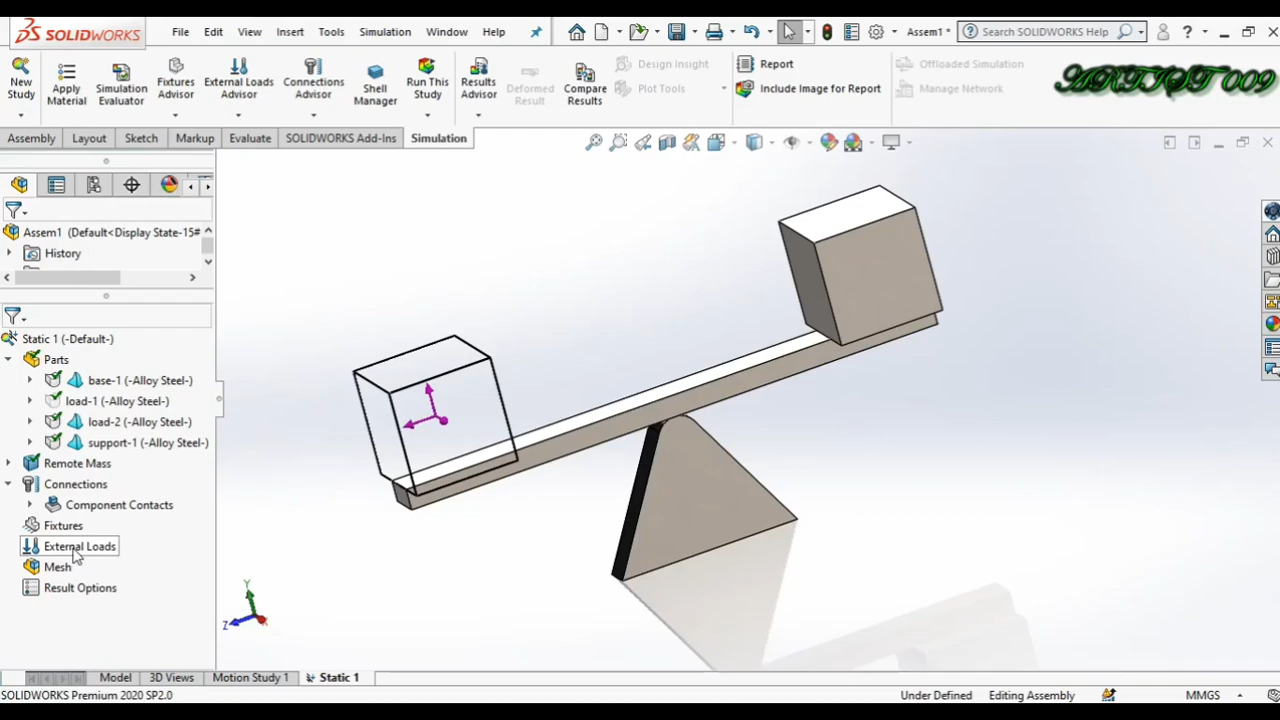 SOLIDWORKS File Edit View Insert Tools Simulation Window Help Assem1 * Search SOLIDWORKS Help ?
New Study
Apply Material
Simulation Evaluator
Fixtures Advisor
External Loads Advisor
Connections Advisor
Shell Manager
Run This Study
Results Advisor
Deformed Result
Compare Results
Design Insight
Plot Tools
Report
Include Image for Report
Offloaded Simulation
Manage Network
ARTIST 009
Assembly Layout Sketch Markup Evaluate SOLIDWORKS Add-Ins Simulation
Assem1 (Default<Display State-15#
History
Static 1 (-Default-)
Parts
base-1 (-Alloy Steel-)
load-1 (-Alloy Steel-)
load-2 (-Alloy Steel-)
support-1 (-Alloy Steel-)
Remote Mass
Connections
Component Contacts
Fixtures
External Loads
Mesh
Result Options
Y
Z
Model 3D Views Motion Study 1 Static 1
SOLIDWORKS Premium 2020 SP2.0 Under Defined Editing Assembly MMGS